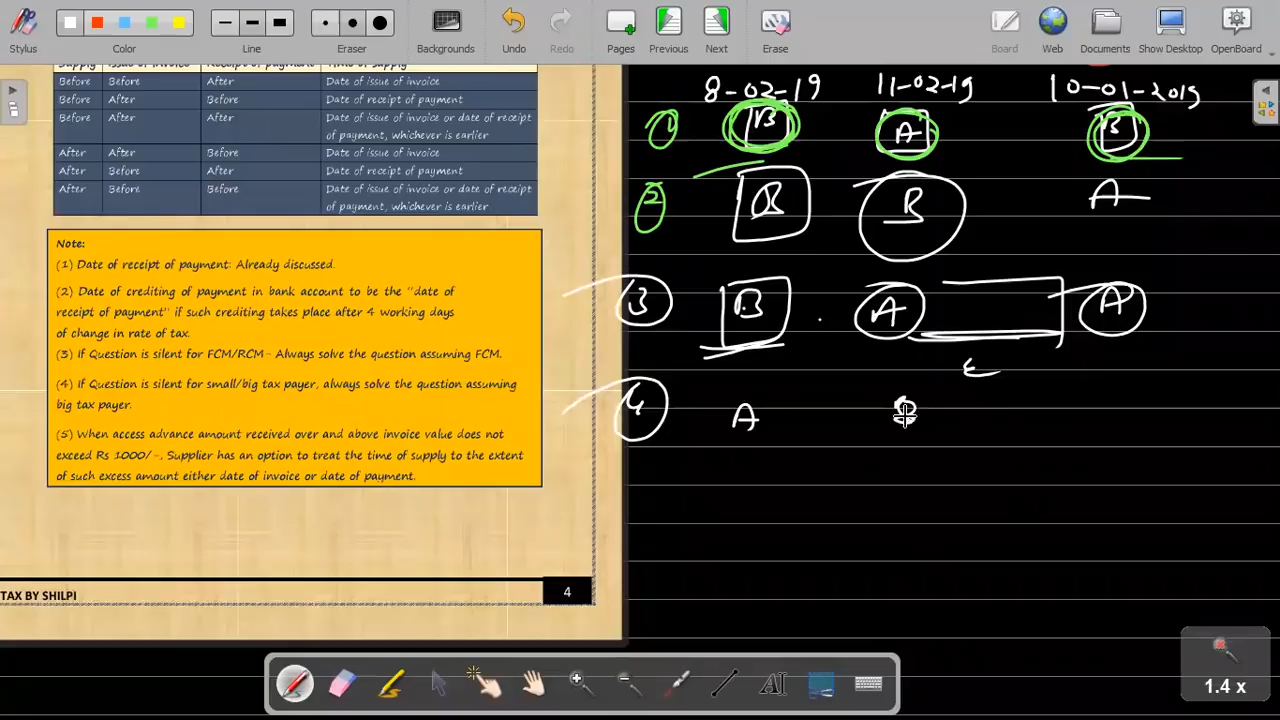 Stylus Color Line Eraser Backgrounds Undo Redo Pages Previous Next Erase Board Web Documents Show Desktop OpenBoard
Before Before After Date of issue of invoice
Before After Before Date of receipt of payment
Before After After Date of issue of invoice or date of receipt
of payment, whichever is earlier
After After Before Date of issue of invoice
After Before After Date of receipt of payment
After Before Before Date of issue of invoice or date of receipt
of payment, whichever is earlier
Note:
(1) Date of receipt of payment: Already discussed.
(2) Date of crediting of payment in bank account to be the "date of
receipt of payment" if such crediting takes place after 4 working days
of change in rate of tax.
(3) If Question is silent for FCM/RCM- Always solve the question assuming FCM.
(4) If Question is silent for small/big tax payer, always solve the question assuming
big tax payer.
(5) When access advance amount received over and above invoice value does not
exceed Rs 1000/-, Supplier has an option to treat the time of supply to the extent
of such excess amount either date of invoice or date of payment.
TAX BY SHILPI 4
8-02-19 11-02-19 10-01-2019
1 B A B
2 B B A
3 B A A
E
4 A
1.4 x